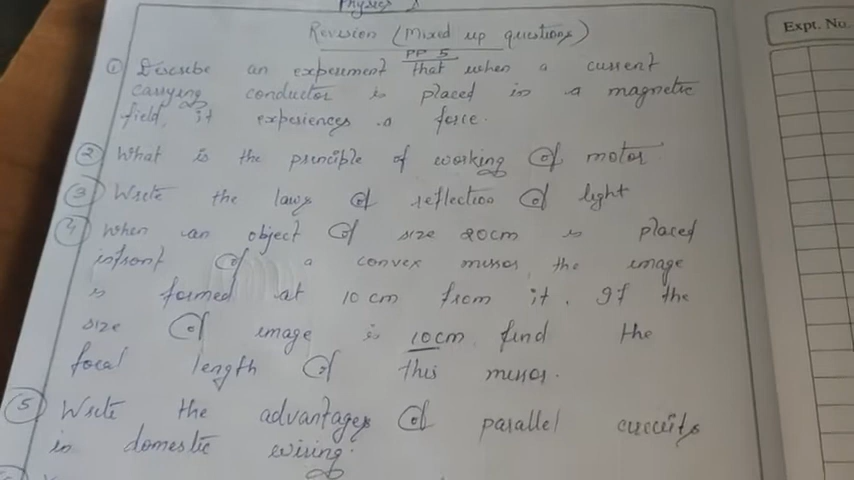 Physics
Expt. No.
Revision (Mixed up questions)
PP 5
① Describe an experiment that when a current
carrying conductor is placed in a magnetic
field, it experiences a force.
② What is the principle of working of motor
③ Write the laws of reflection of light
④ When an object of size 20cm is placed
infront of a convex mirror, the image
is formed at 10 cm from it. If the
size of image is 10cm, find the
focal length of this mirror.
⑤ Write the advantages of parallel circuits
in domestic wiring.